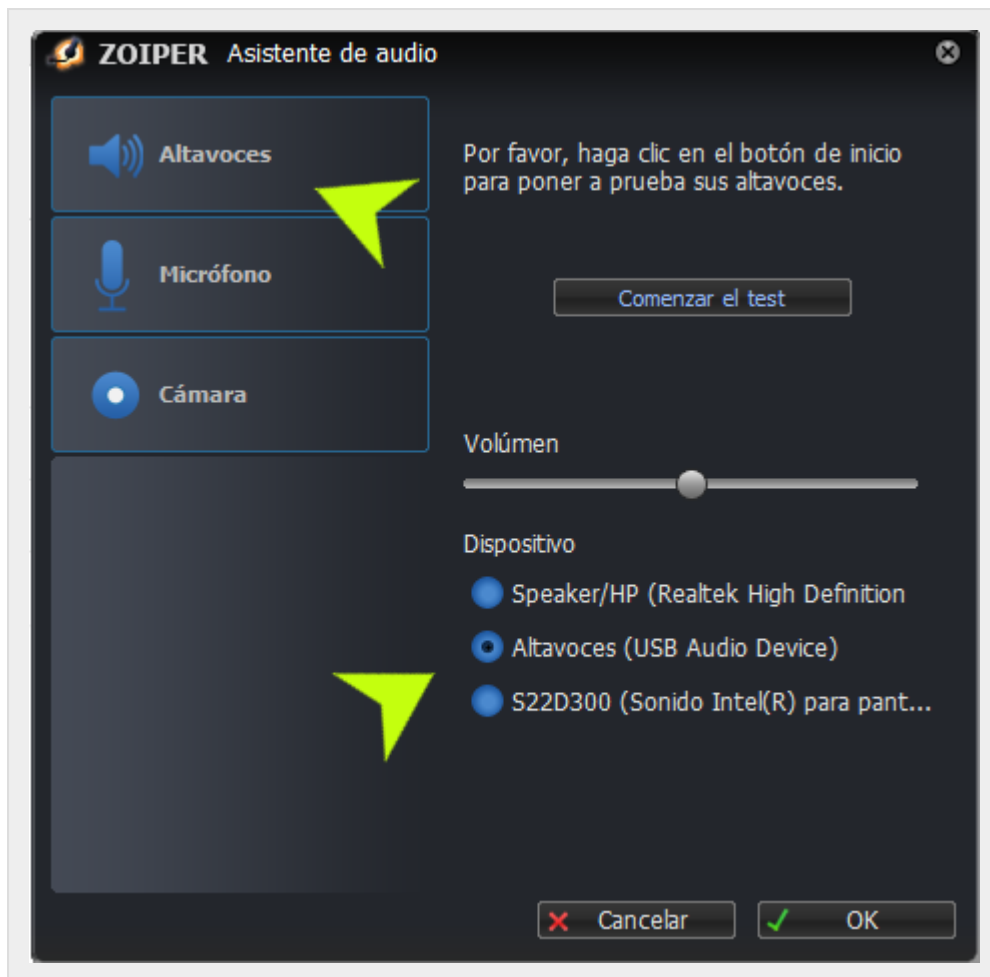 ZOIPER Asistente de audio
Altavoces
Micrófono
Cámara
Por favor, haga clic en el botón de inicio
para poner a prueba sus altavoces.
Comenzar el test
Volúmen
Dispositivo
Speaker/HP (Realtek High Definition
Altavoces (USB Audio Device)
S22D300 (Sonido Intel(R) para pant...
Cancelar
OK